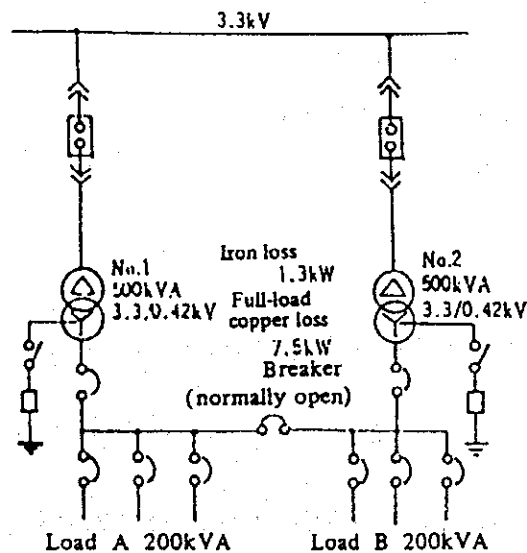 3.3kV
No.1
500kVA
3.3/0.42kV
Iron loss
1.3kW
Full-load
copper loss
7.5kW
Breaker
(normally open)
No.2
500kVA
3.3/0.42kV
Load A 200kVA
Load B 200kVA